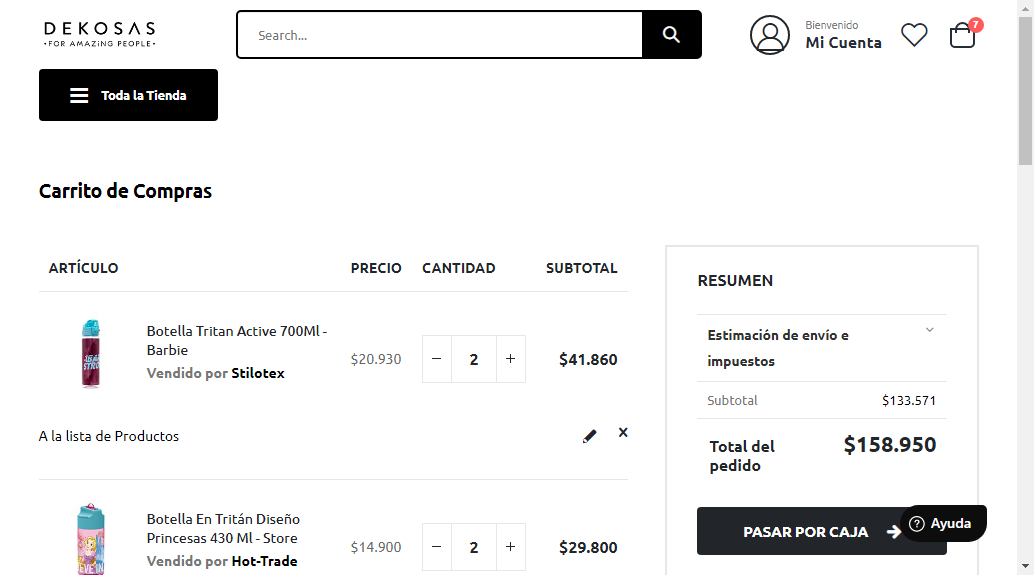 DEKOSAS
•FOR AMAZING PEOPLE•
Search...
Bienvenido
Mi Cuenta
7
Toda la Tienda
Carrito de Compras
ARTÍCULO PRECIO CANTIDAD SUBTOTAL
Botella Tritan Active 700Ml -
Barbie
Vendido por Stilotex
$20.930 − 2 + $41.860
A la lista de Productos
Botella En Tritán Diseño
Princesas 430 Ml - Store
Vendido por Hot-Trade
$14.900 − 2 + $29.800
RESUMEN
Estimación de envío e
impuestos
Subtotal $133.571
Total del
pedido
$158.950
PASAR POR CAJA
Ayuda